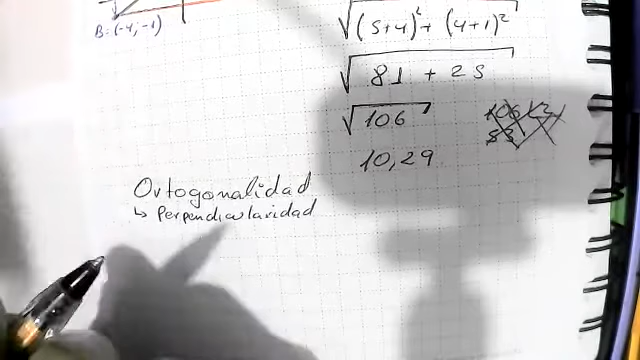 B: (-4; -1)
√(5+4)² + (4+1)²
√81 + 25
√106
10,29
Ortogonalidad
↳ Perpendicularidad